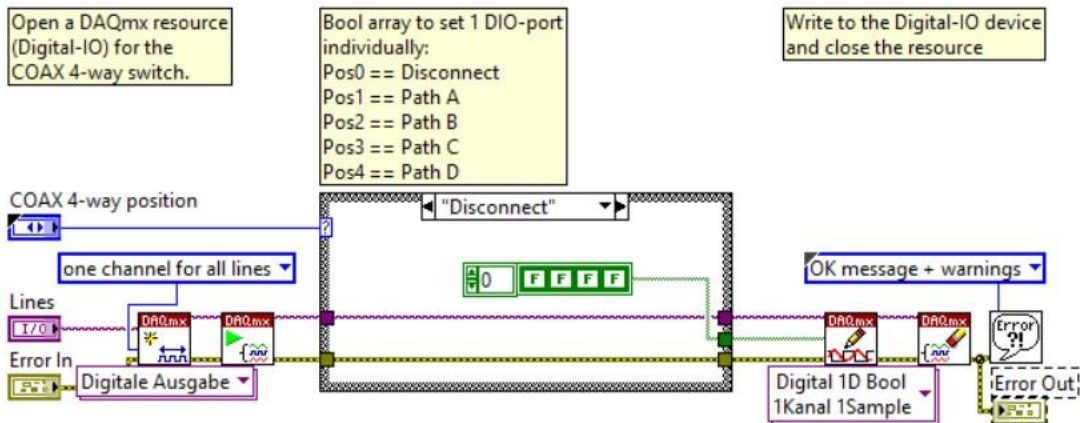 Open a DAQmx resource
(Digital-IO) for the
COAX 4-way switch.
Bool array to set 1 DIO-port
individually:
Pos0 == Disconnect
Pos1 == Path A
Pos2 == Path B
Pos3 == Path C
Pos4 == Path D
Write to the Digital-IO device
and close the resource
COAX 4-way position
"Disconnect"
?
one channel for all lines
0
F F F F
OK message + warnings
Lines
I/O
DAQmx
DAQmx
DAQmx
DAQmx
Error
?!
Error In
Digitale Ausgabe
Digital 1D Bool
1Kanal 1Sample
Error Out